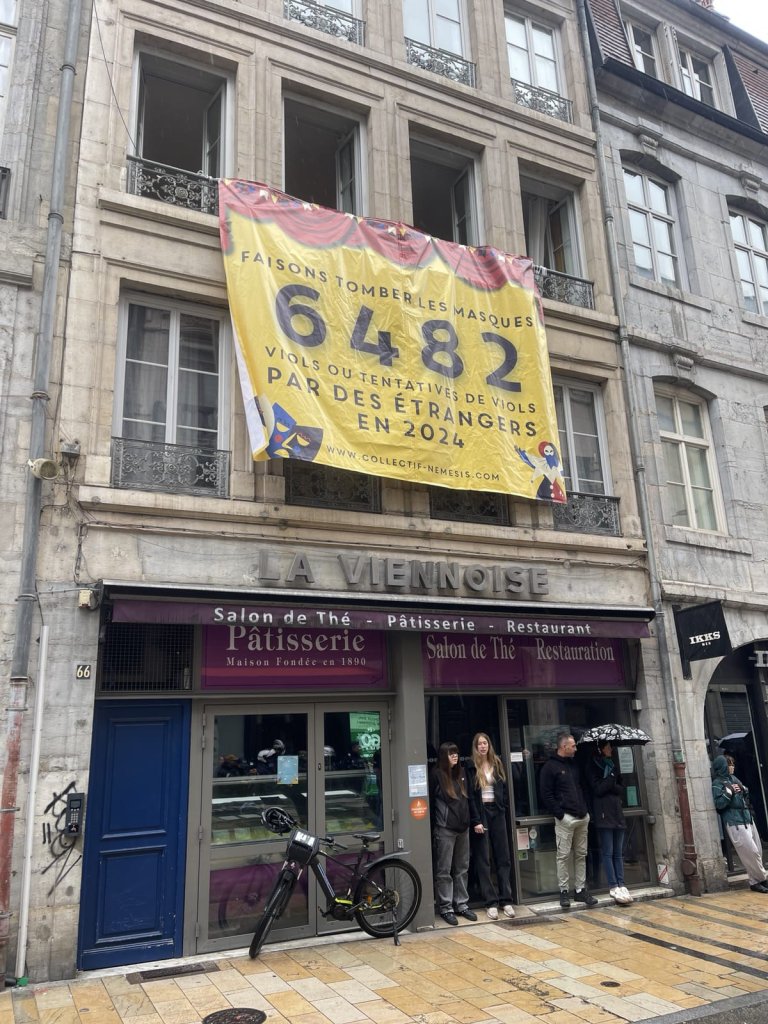 FAISONS TOMBER LES MASQUES
6482
VIOLS OU TENTATIVES DE VIOLS
PAR DES ÉTRANGERS
EN 2024
WWW.COLLECTIF-NEMESIS.COM
LA VIENNOISE
Salon de Thé - Pâtisserie - Restaurant
Pâtisserie
Maison Fondée en 1890
Salon de Thé Restauration
66
IKKS